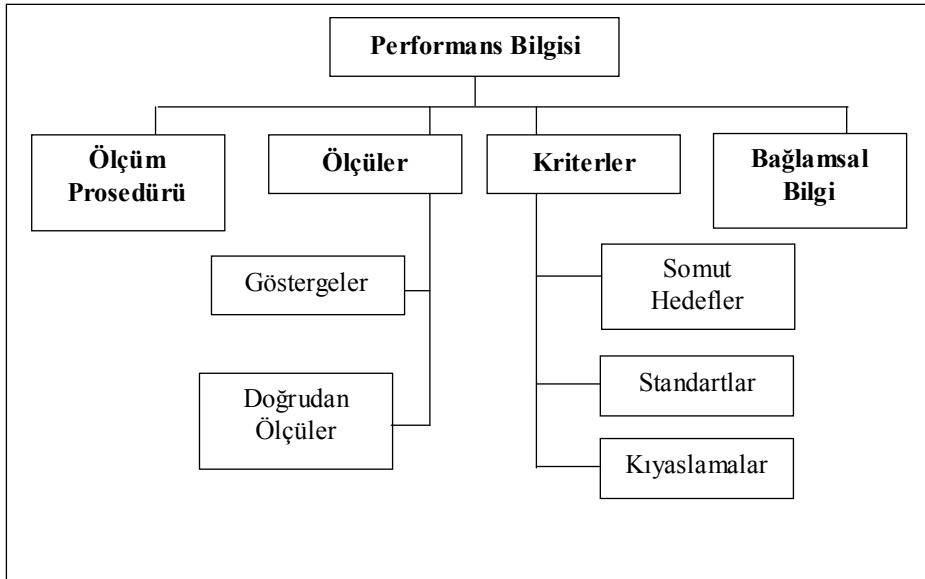 Performans Bilgisi
Ölçüm
Prosedürü
Ölçüler
Kriterler
Bağlamsal
Bilgi
Göstergeler
Doğrudan
Ölçüler
Somut
Hedefler
Standartlar
Kıyaslamalar